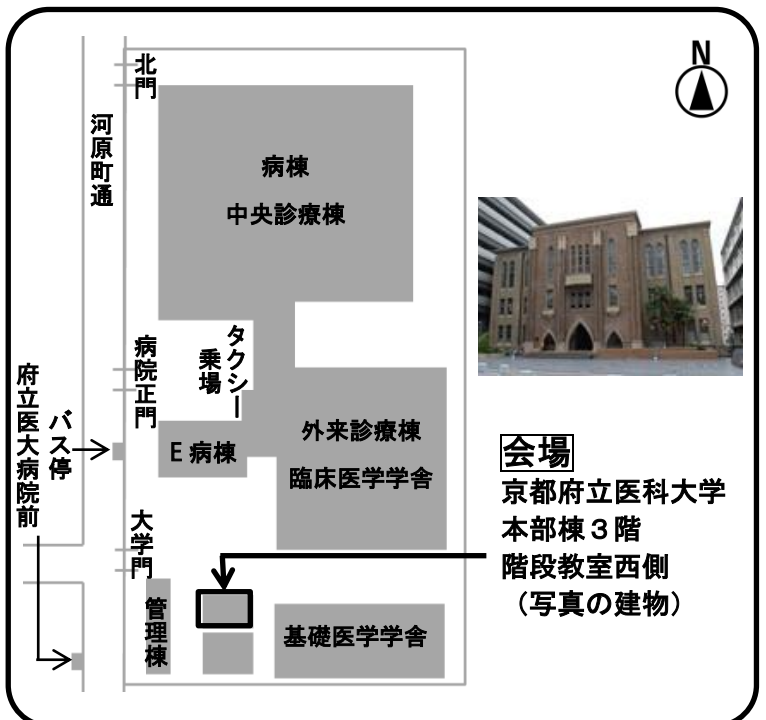 N
北門
河原町通
病棟
中央診療棟
タクシー
乗場
病院正門
府立医大病院前
バス停
E 病棟
外来診療棟
臨床医学学舎
大学門
管理棟
基礎医学学舎
会場
京都府立医科大学
本部棟３階
階段教室西側
（写真の建物）